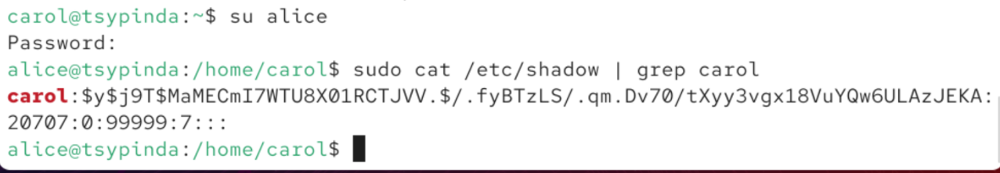 carol@tsypinda:~$ su alice
Password:
alice@tsypinda:/home/carol$ sudo cat /etc/shadow | grep carol
carol:$y$j9T$MaMECmI7WTU8X01RCTJVV.$/.fyBTzLS/.qm.Dv70/tXyy3vgx18VuYQw6ULAzJEKA:
20707:0:99999:7:::
alice@tsypinda:/home/carol$